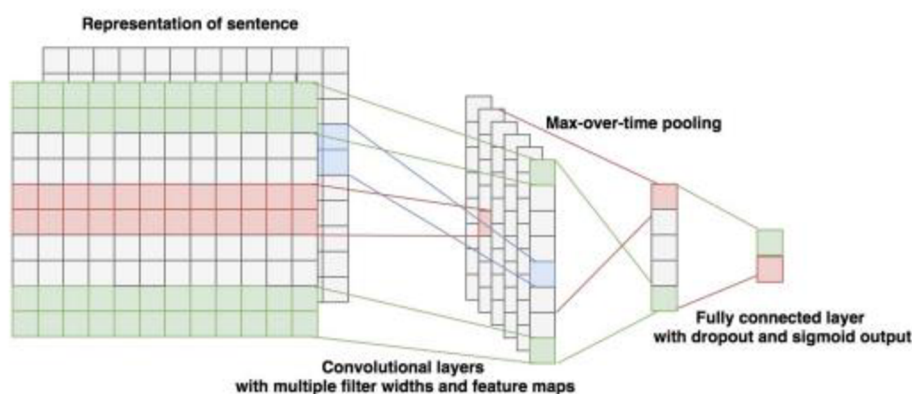 Representation of sentence
Max-over-time pooling
Fully connected layer
with dropout and sigmoid output
Convolutional layers
with multiple filter widths and feature maps